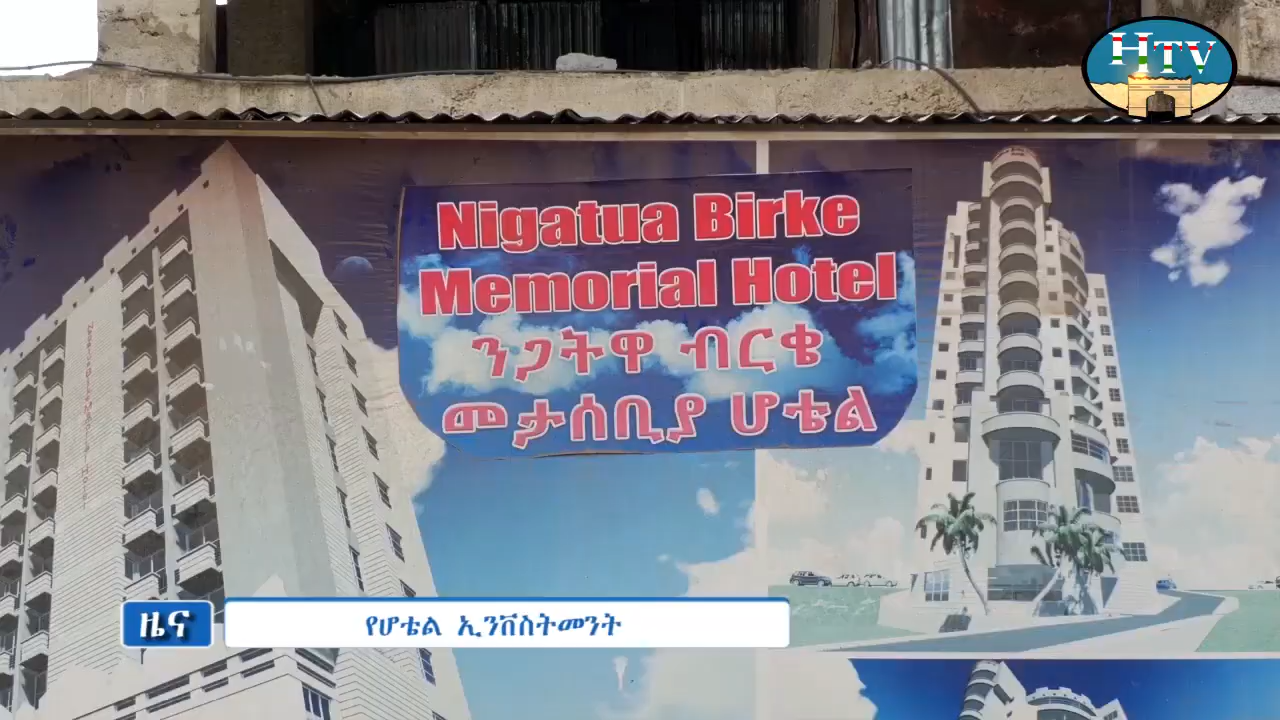 HTV
Nigatua Birke
Memorial Hotel
ንጋትዋ ብርቄ
መታሰቢያ ሆቴል
ዜና
የሆቴል ኢንቨስትመንት